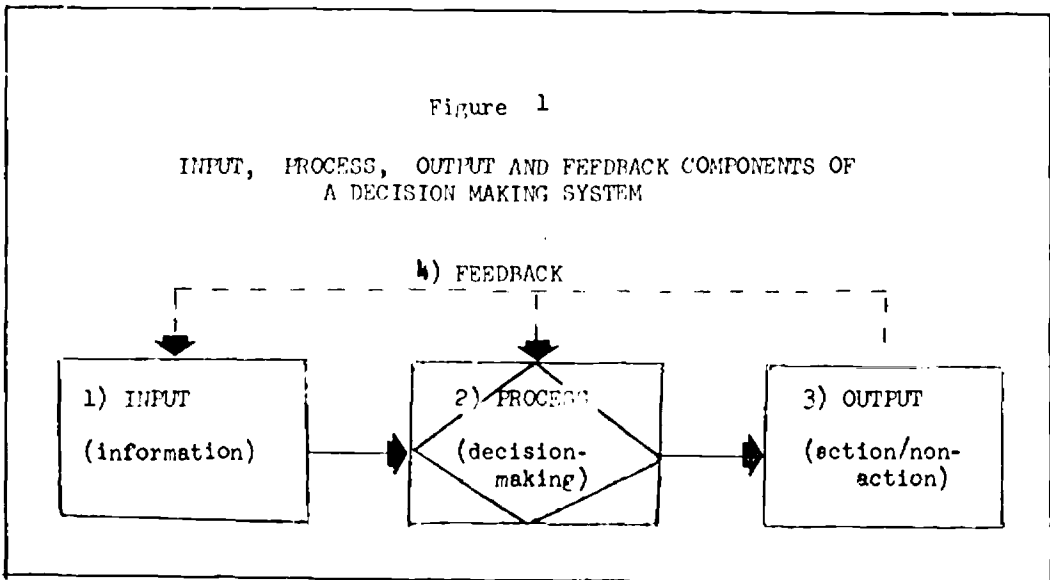 Figure 1
INPUT, PROCESS, OUTPUT AND FEEDBACK COMPONENTS OF
A DECISION MAKING SYSTEM
4) FEEDBACK
1) INPUT
(information)
2) PROCESS
(decision-
making)
3) OUTPUT
(action/non-
action)